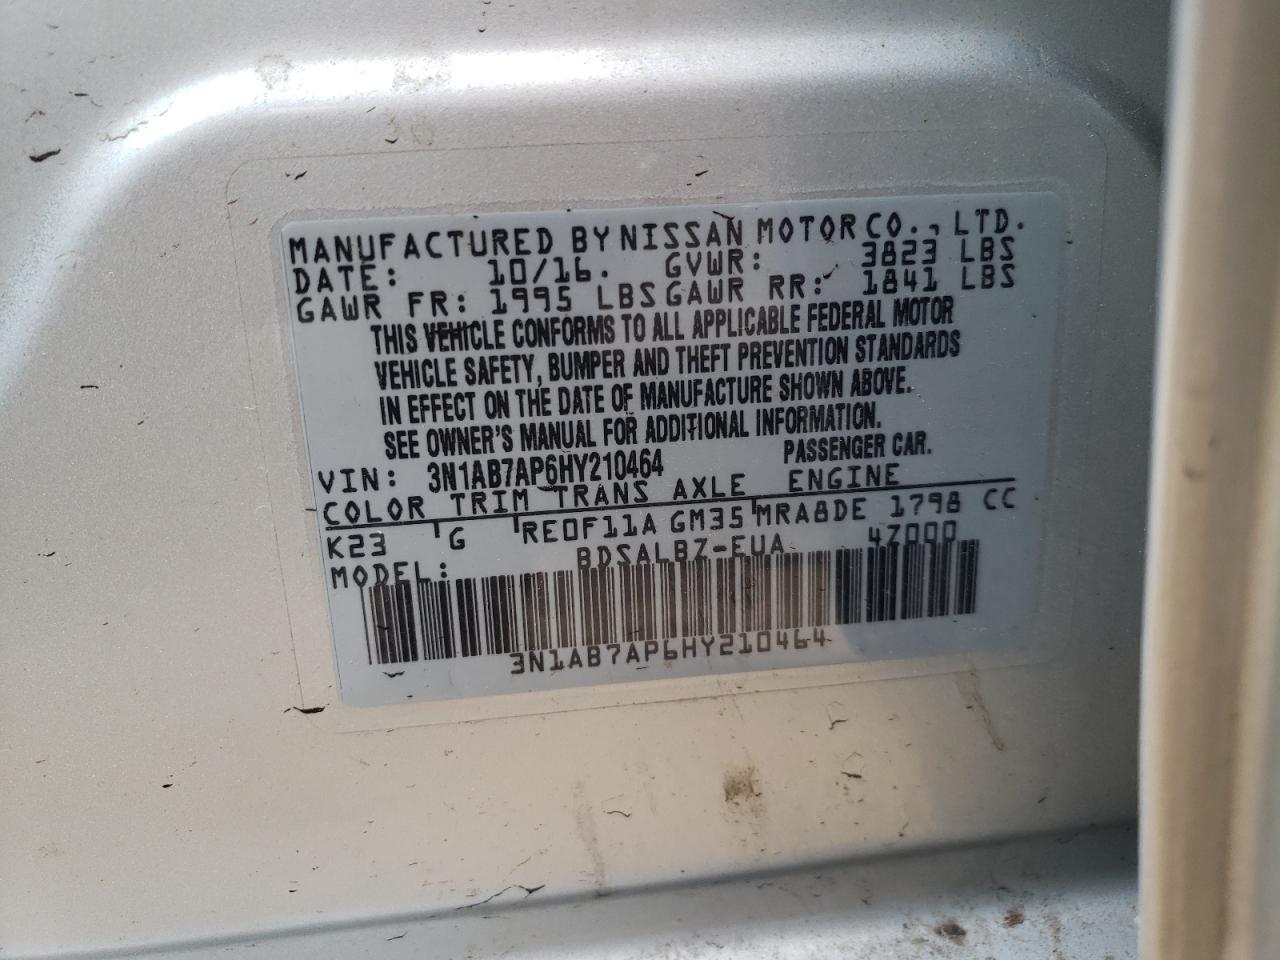 MANUFACTURED BY NISSAN MOTOR CO., LTD.
DATE: 10/16. GVWR: 3823 LBS
GAWR FR: 1995 LBS GAWR RR: 1841 LBS
THIS VEHICLE CONFORMS TO ALL APPLICABLE FEDERAL MOTOR
VEHICLE SAFETY, BUMPER AND THEFT PREVENTION STANDARDS
IN EFFECT ON THE DATE OF MANUFACTURE SHOWN ABOVE.
SEE OWNER'S MANUAL FOR ADDITIONAL INFORMATION.
VIN: 3N1AB7AP6HY210464 PASSENGER CAR.
COLOR TRIM TRANS AXLE ENGINE
K23 G RE0F11A GM35 MRA8DE 1798 CC
MODEL: BDSALBZ-EUA 4Z000
3N1AB7AP6HY210464